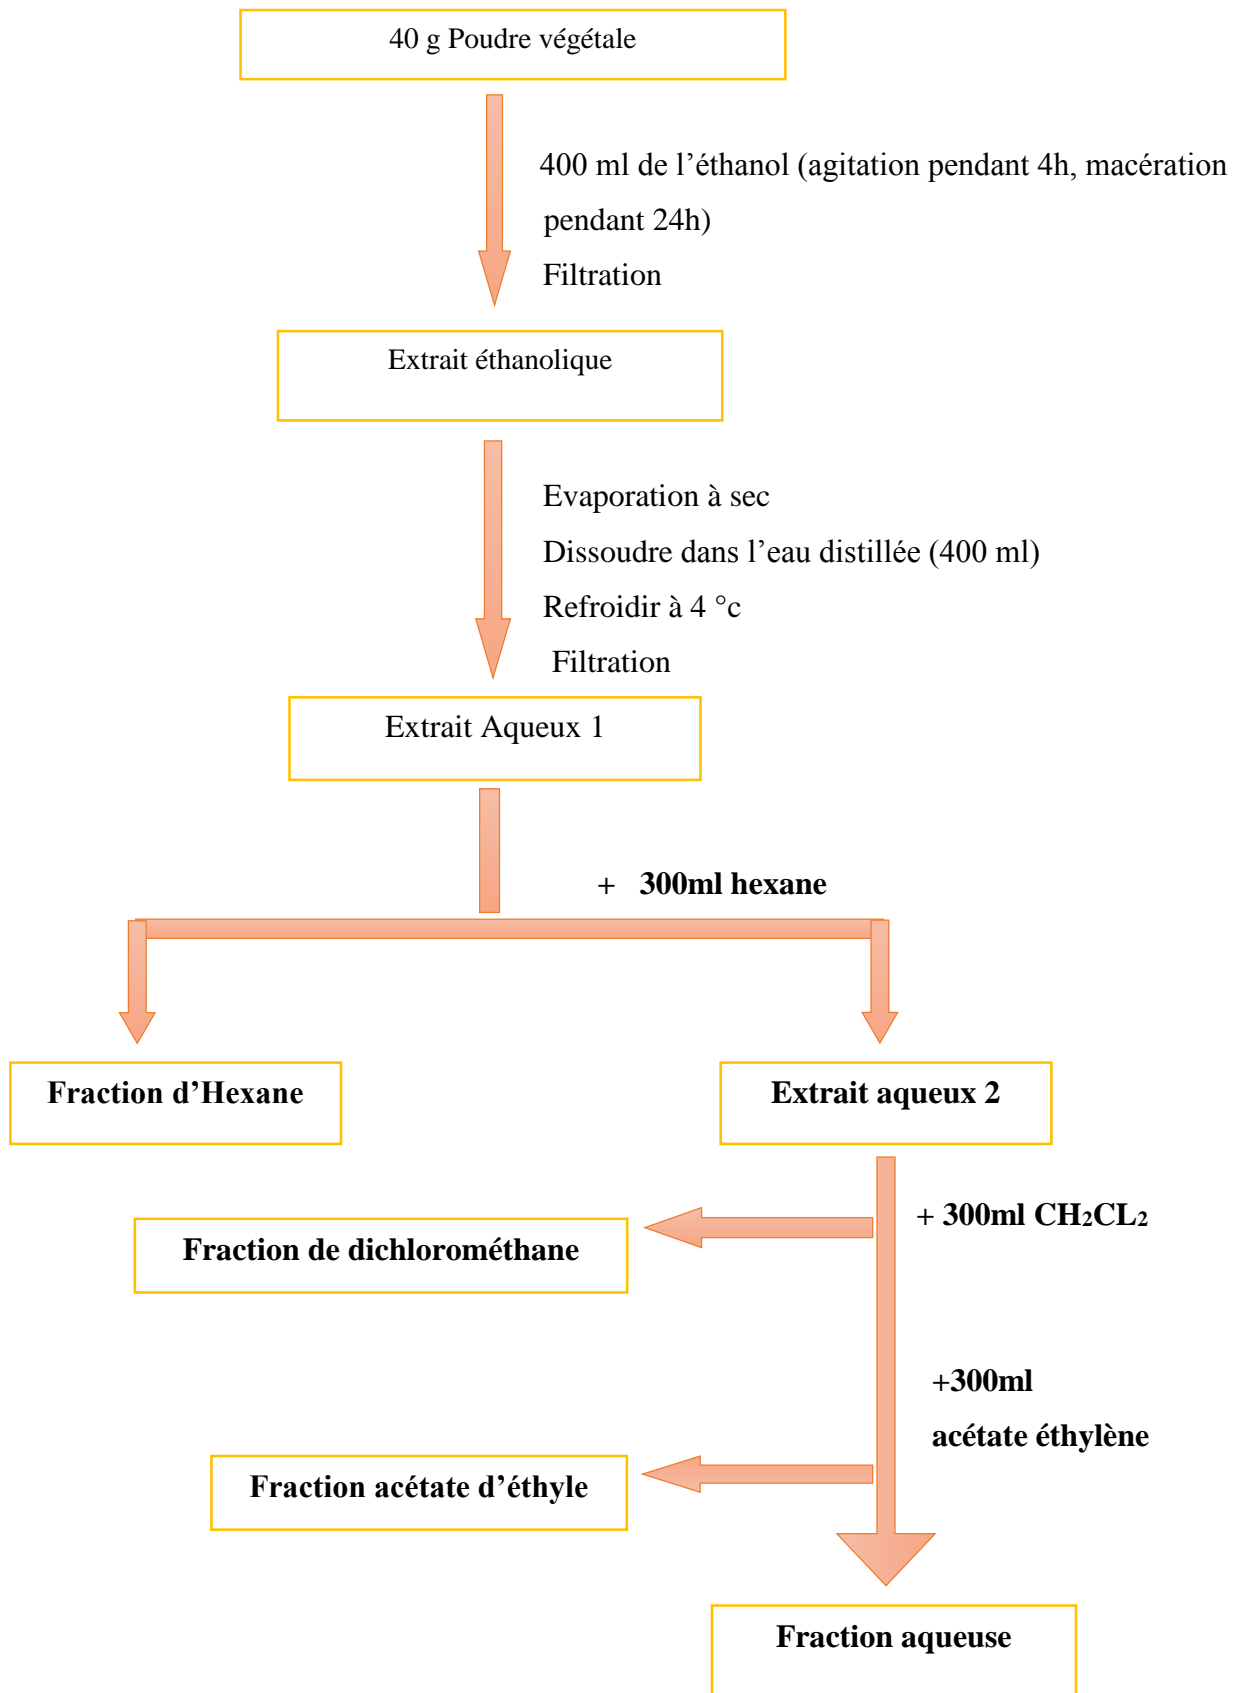 40 g Poudre végétale
400 ml de l’éthanol (agitation pendant 4h, macération
pendant 24h)
Filtration
Extrait éthanolique
Evaporation à sec
Dissoudre dans l’eau distillée (400 ml)
Refroidir à 4 °c
Filtration
Extrait Aqueux 1
+ 300ml hexane
Fraction d’Hexane
Extrait aqueux 2
+ 300ml CH₂CL₂
Fraction de dichlorométhane
+300ml
acétate éthylène
Fraction acétate d’éthyle
Fraction aqueuse